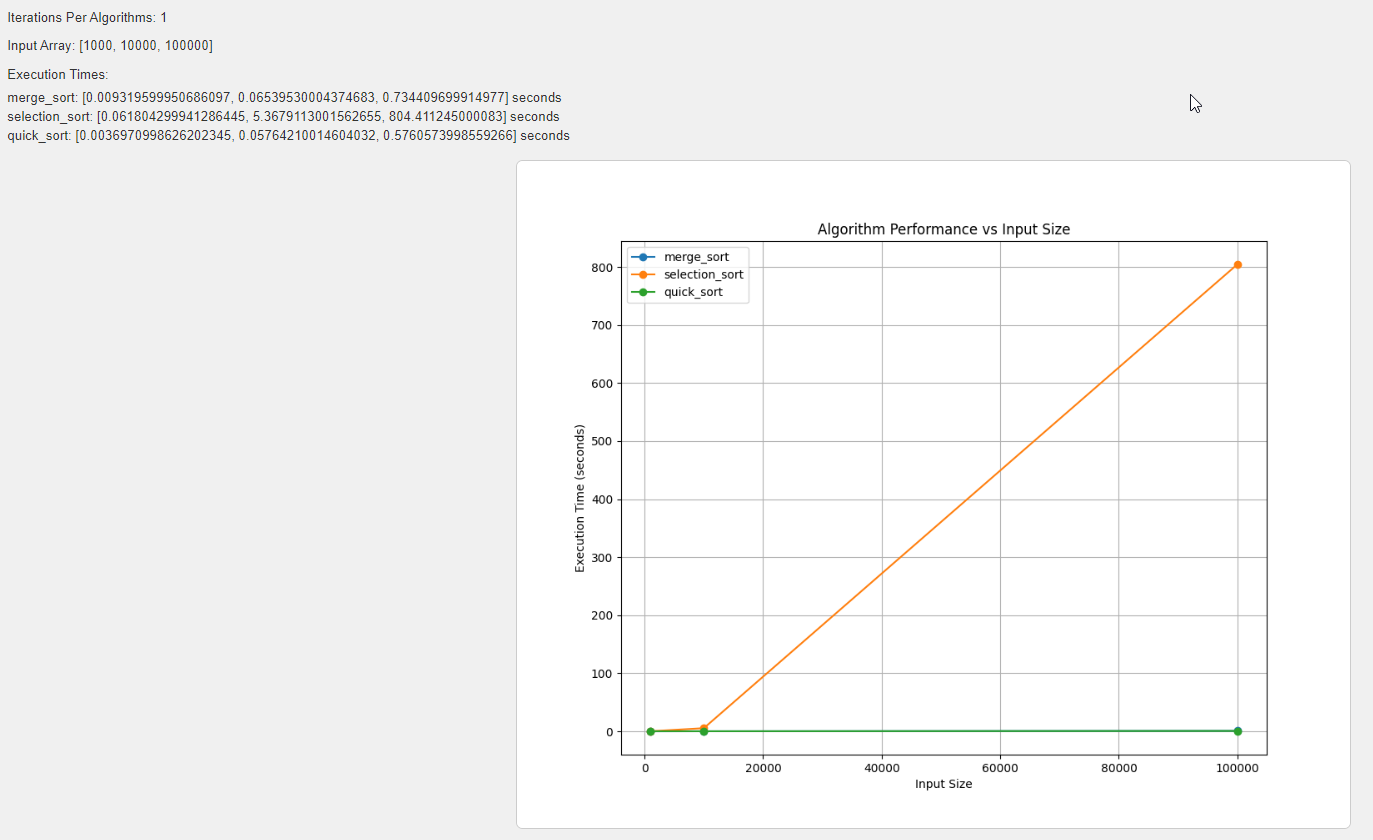 Iterations Per Algorithms: 1
Input Array: [1000, 10000, 100000]
Execution Times:
merge_sort: [0.009319599950686097, 0.06539530004374683, 0.734409699914977] seconds
selection_sort: [0.061804299941286445, 5.3679113001562655, 804.411245000083] seconds
quick_sort: [0.0036970998626202345, 0.05764210014604032, 0.5760573998559266] seconds
Algorithm Performance vs Input Size
merge_sort
selection_sort
quick_sort
800
700
600
500
400
300
200
100
0
Execution Time (seconds)
0 20000 40000 60000 80000 100000
Input Size